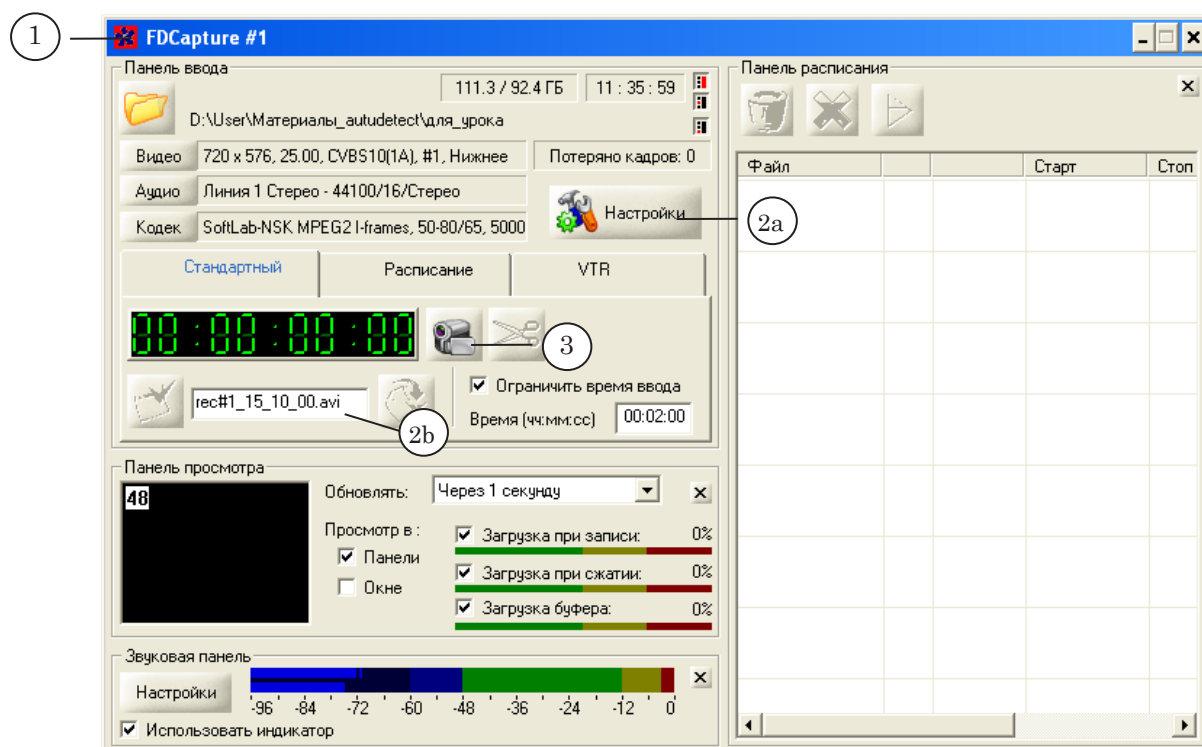 1
FDCapture #1
Панель ввода
111.3 / 92.4 ГБ
11 : 35 : 59
D:\User\Материалы_autudetect\для_урока
Видео
720 x 576, 25.00, CVBS10(1A), #1, Нижнее
Потеряно кадров: 0
Аудио
Линия 1 Стерео - 44100/16/Стерео
Кодек
SoftLab-NSK MPEG2 I-frames, 50-80/65, 5000
Настройки
2a
Стандартный
Расписание
VTR
00:00:00:00
3
rec#1_15_10_00.avi
2b
Ограничить время ввода
Время (чч:мм:сс)
00:02:00
Панель просмотра
48
Обновлять:
Через 1 секунду
Просмотр в :
Панели
Окне
Загрузка при записи:
0%
Загрузка при сжатии:
0%
Загрузка буфера:
0%
Звуковая панель
Настройки
-96 -84 -72 -60 -48 -36 -24 -12 0
Использовать индикатор
Панель расписания
Файл
Старт
Стоп